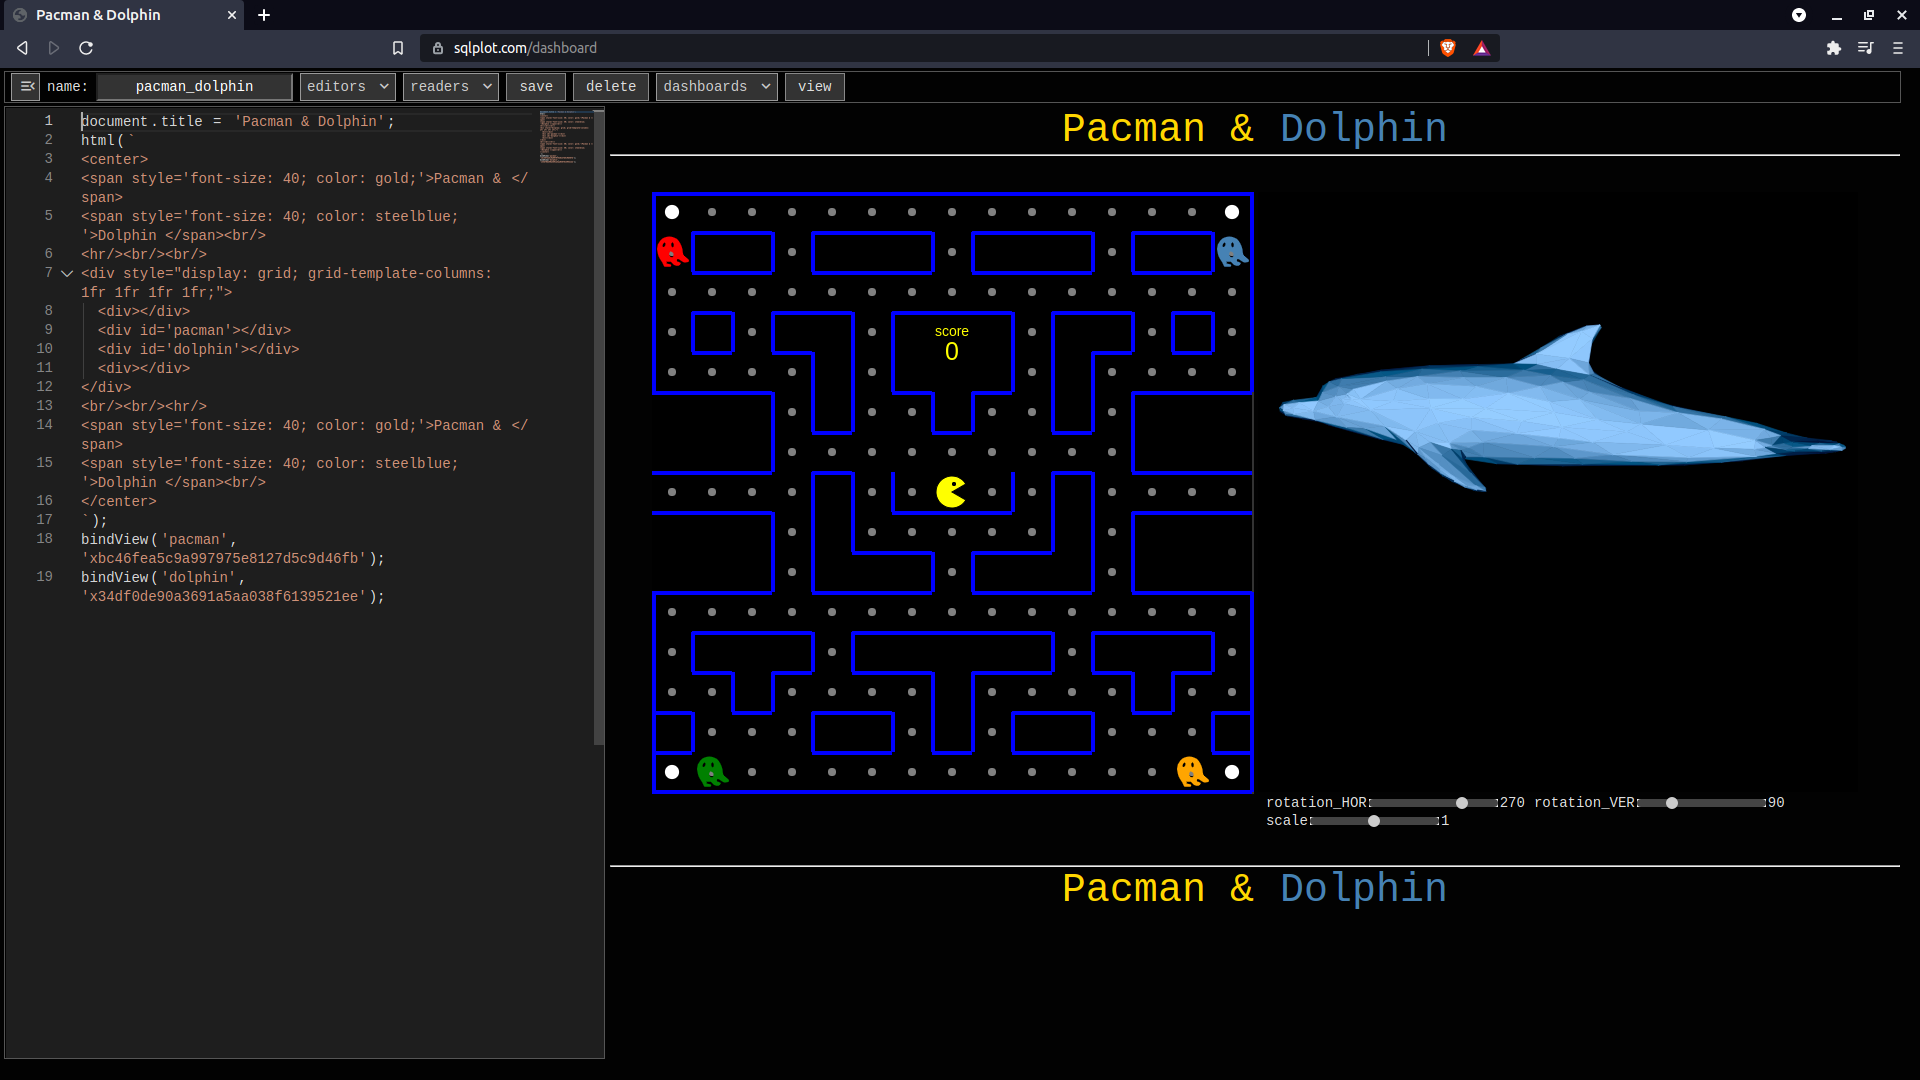 Pacman & Dolphin
sqlplot.com/dashboard
name: pacman_dolphin editors readers save delete dashboards view
1 document.title = 'Pacman & Dolphin';
2 html(`
3 <center>
4 <span style='font-size: 40; color: gold;'>Pacman & </
span>
5 <span style='font-size: 40; color: steelblue;
'>Dolphin </span><br/>
6 <hr/><br/><br/>
7 <div style="display: grid; grid-template-columns:
1fr 1fr 1fr 1fr;">
8 <div></div>
9 <div id='pacman'></div>
10 <div id='dolphin'></div>
11 <div></div>
12 </div>
13 <br/><br/><hr/>
14 <span style='font-size: 40; color: gold;'>Pacman & </
span>
15 <span style='font-size: 40; color: steelblue;
'>Dolphin </span><br/>
16 </center>
17 `);
18 bindView('pacman',
'xbc46fea5c9a997975e8127d5c9d46fb');
19 bindView('dolphin',
'x34df0de90a3691a5aa038f6139521ee');
Pacman & Dolphin
score
0
rotation_HOR: :270 rotation_VER: :90
scale: :1
Pacman & Dolphin